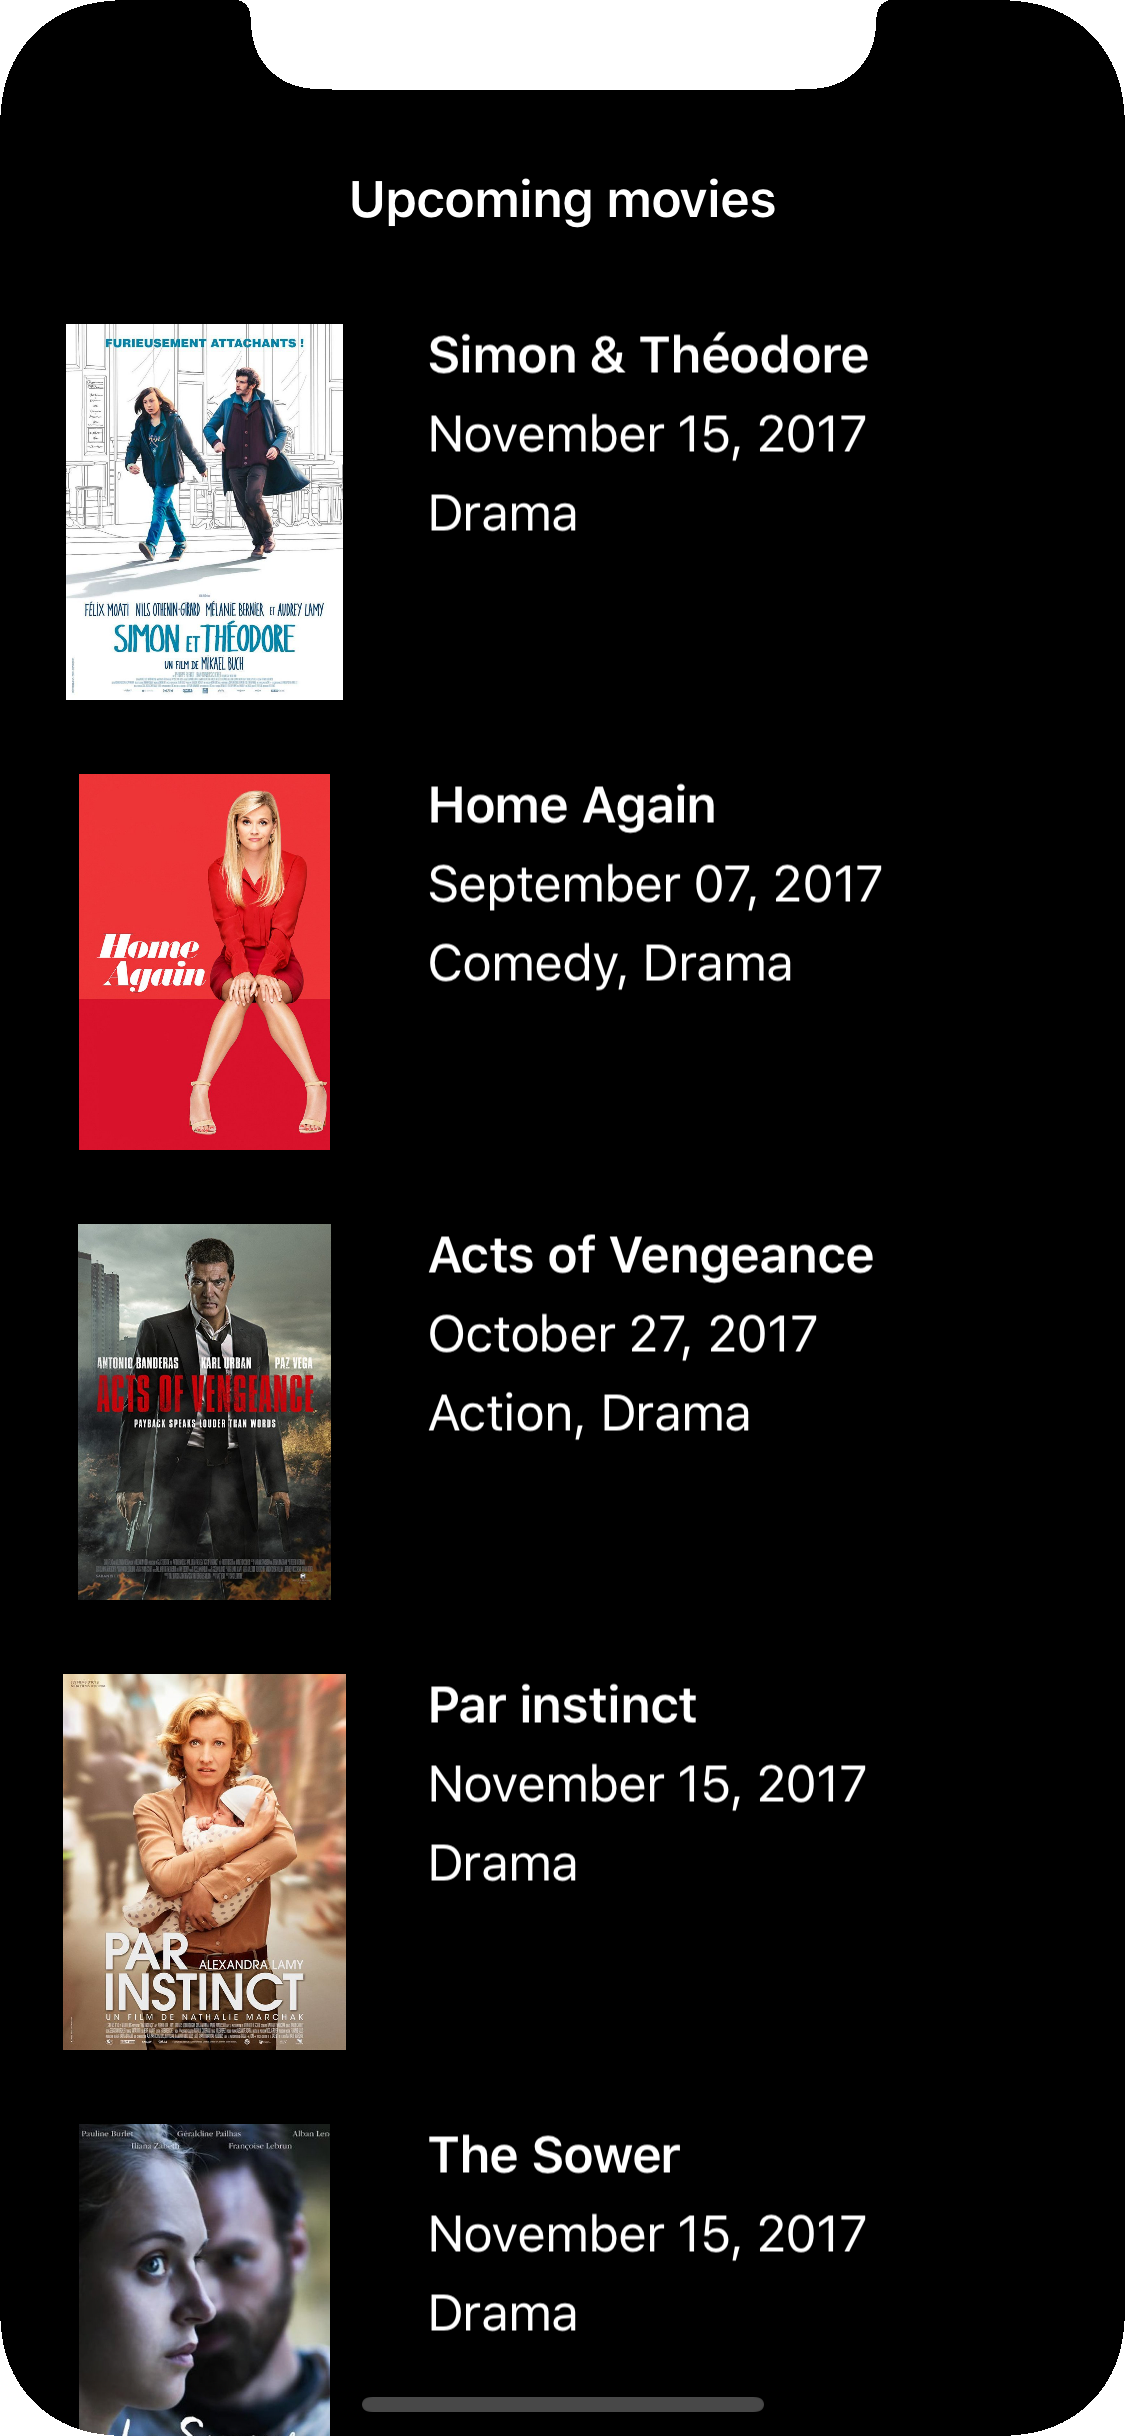 Upcoming movies
FURIEUSEMENT ATTACHANTS !
FÉLIX MOATI NILS OTHENIN-GIRARD MÉLANIE BERNIER ET AUDREY LAMY
SIMON ET THÉODORE
UN FILM DE MIKAEL BUCH
Simon & Théodore
November 15, 2017
Drama
Home
Again
Home Again
September 07, 2017
Comedy, Drama
ANTONIO BANDERAS KARL URBAN PAZ VEGA
ACTS OF VENGEANCE
PAYBACK SPEAKS LOUDER THAN WORDS
Acts of Vengeance
October 27, 2017
Action, Drama
PAR
ALEXANDRA LAMY
INSTINCT
UN FILM DE NATHALIE MARCHAK
Par instinct
November 15, 2017
Drama
Pauline Burlet Géraldine Pailhas Alban Len
Iliana Zabeth Françoise Lebrun
The Sower
November 15, 2017
Drama